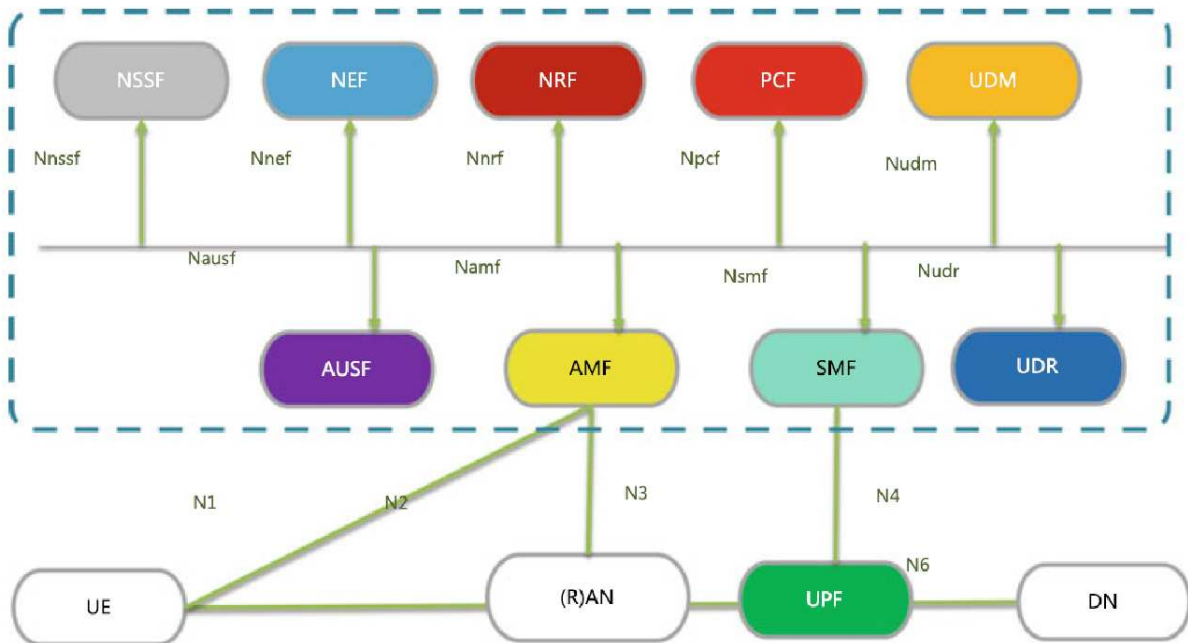 NSSF NEF NRF PCF UDM
Nnssf Nnef Nnrf Npcf Nudm
Nausf Namf Nsmf Nudr
AUSF AMF SMF UDR
N1 N2 N3 N4
N6
UE (R)AN UPF DN